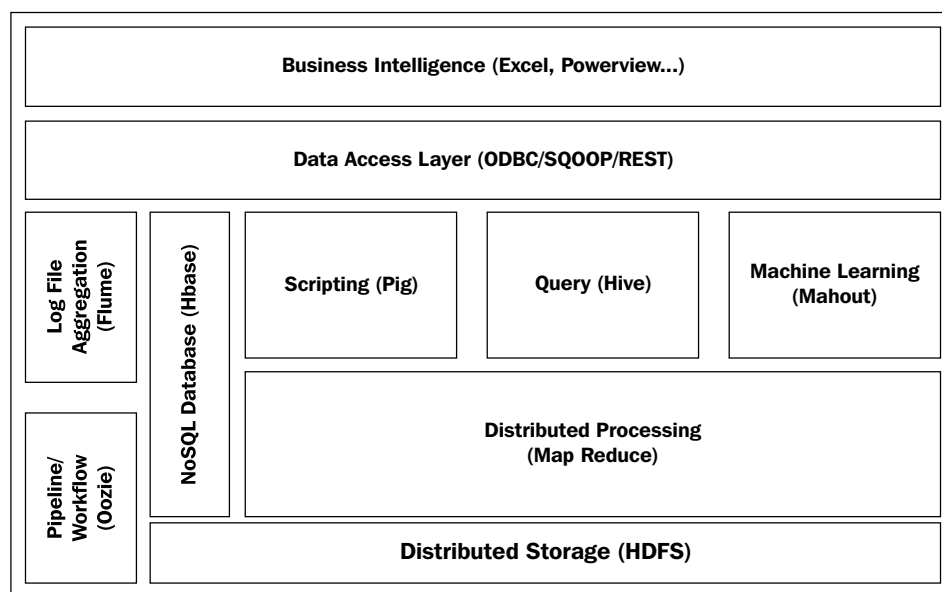 Business Intelligence (Excel, Powerview...)
Data Access Layer (ODBC/SQOOP/REST)
Log File
Aggregation
(Flume)
NoSQL Database (Hbase)
Scripting (Pig)
Query (Hive)
Machine Learning
(Mahout)
Distributed Processing
(Map Reduce)
Pipeline/
Workflow
(Oozie)
Distributed Storage (HDFS)